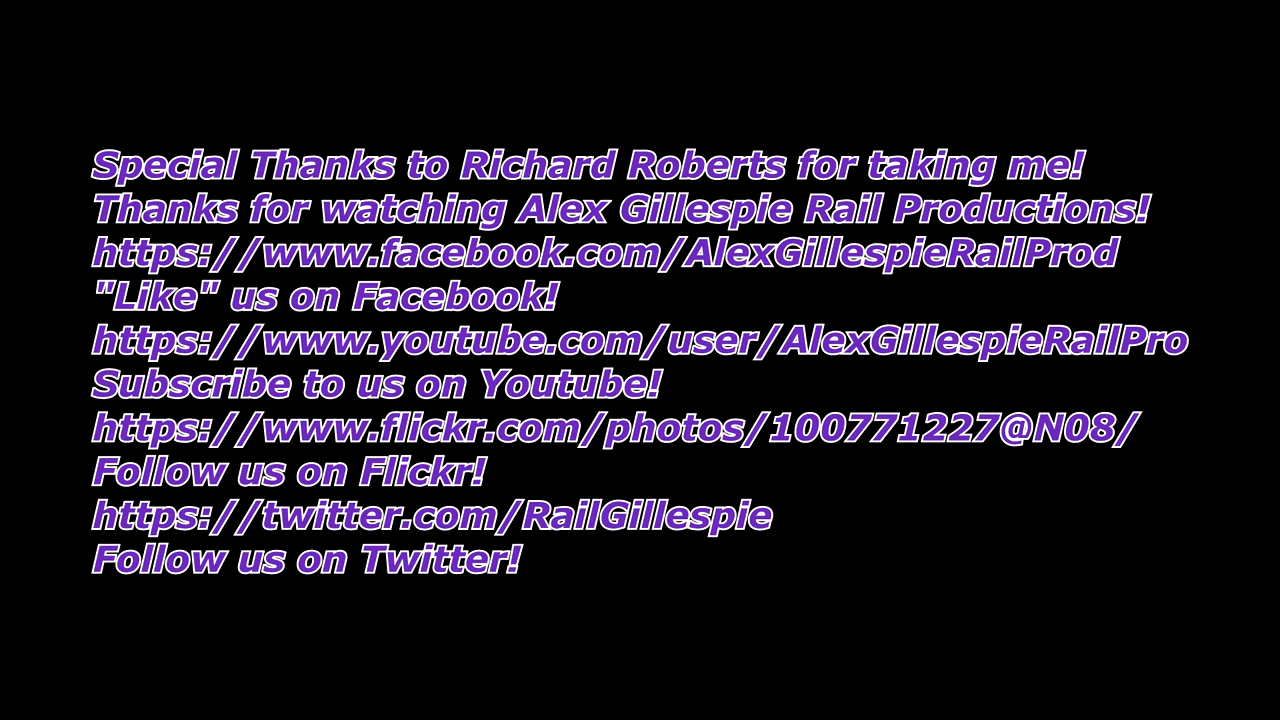 Special Thanks to Richard Roberts for taking me!
Thanks for watching Alex Gillespie Rail Productions!
https://www.facebook.com/AlexGillespieRailProd
"Like" us on Facebook!
https://www.youtube.com/user/AlexGillespieRailPro
Subscribe to us on Youtube!
https://www.flickr.com/photos/100771227@N08/
Follow us on Flickr!
https://twitter.com/RailGillespie
Follow us on Twitter!